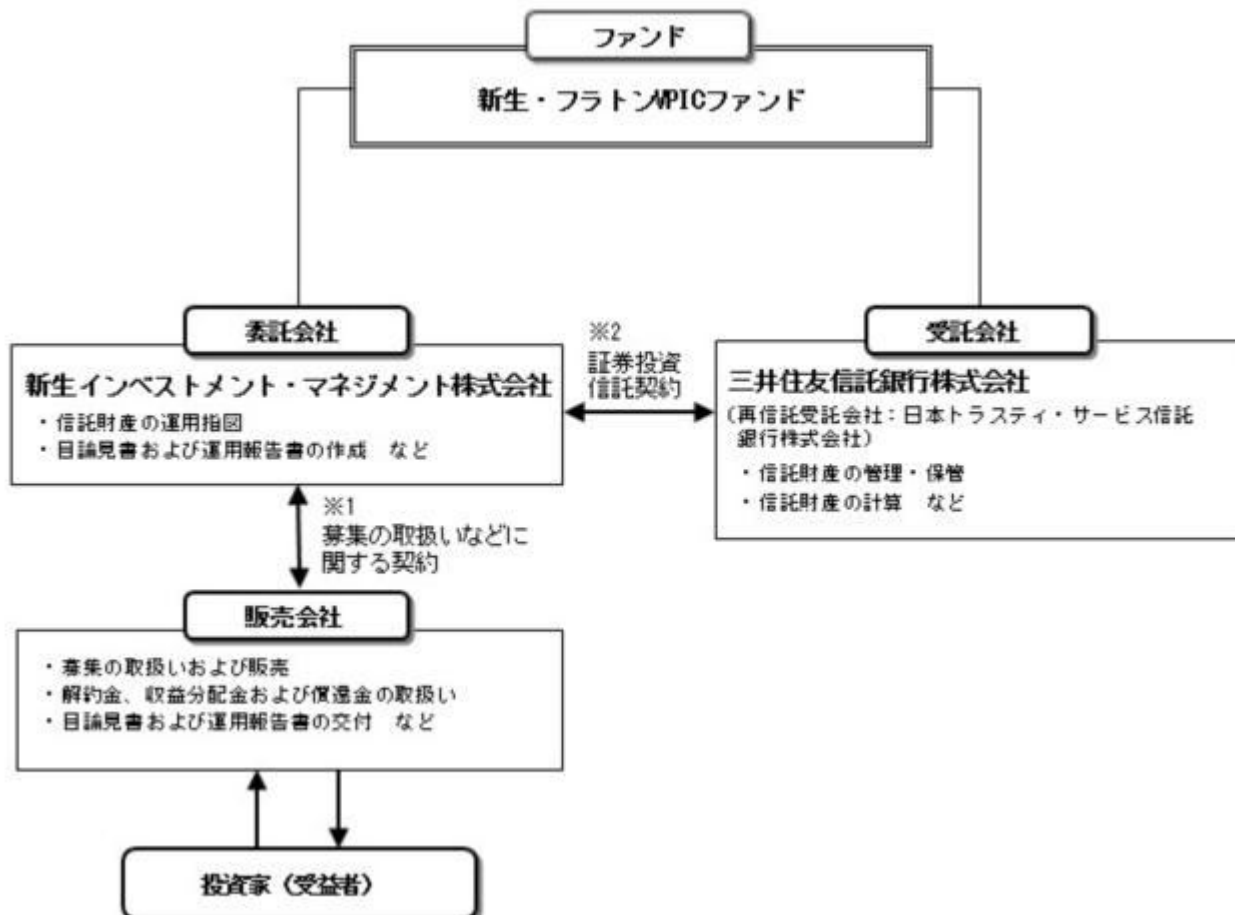 ファンド
新生・フラトンVPICファンド
委託会社
新生インベストメント・マネジメント株式会社
・信託財産の運用指図
・目論見書および運用報告書の作成　など
※2
証券投資
信託契約
受託会社
三井住友信託銀行株式会社
(再信託受託会社：日本トラスティ・サービス信託
銀行株式会社)
・信託財産の管理・保管
・信託財産の計算　など
※1
募集の取扱いなどに
関する契約
販売会社
・募集の取扱いおよび販売
・解約金、収益分配金および償還金の取扱い
・目論見書および運用報告書の交付　など
投資家（受益者）